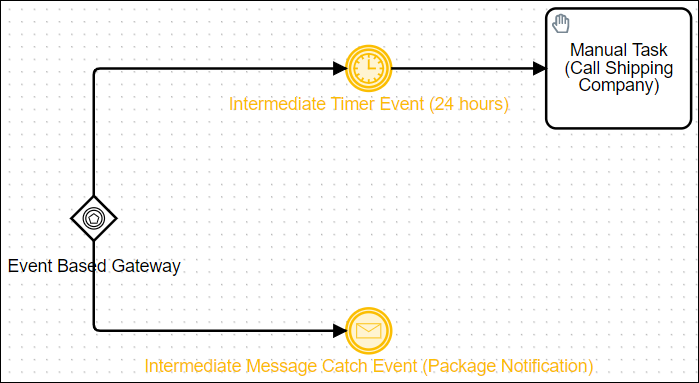 Manual Task
(Call Shipping
Company)
Intermediate Timer Event (24 hours)
Event Based Gateway
Intermediate Message Catch Event (Package Notification)